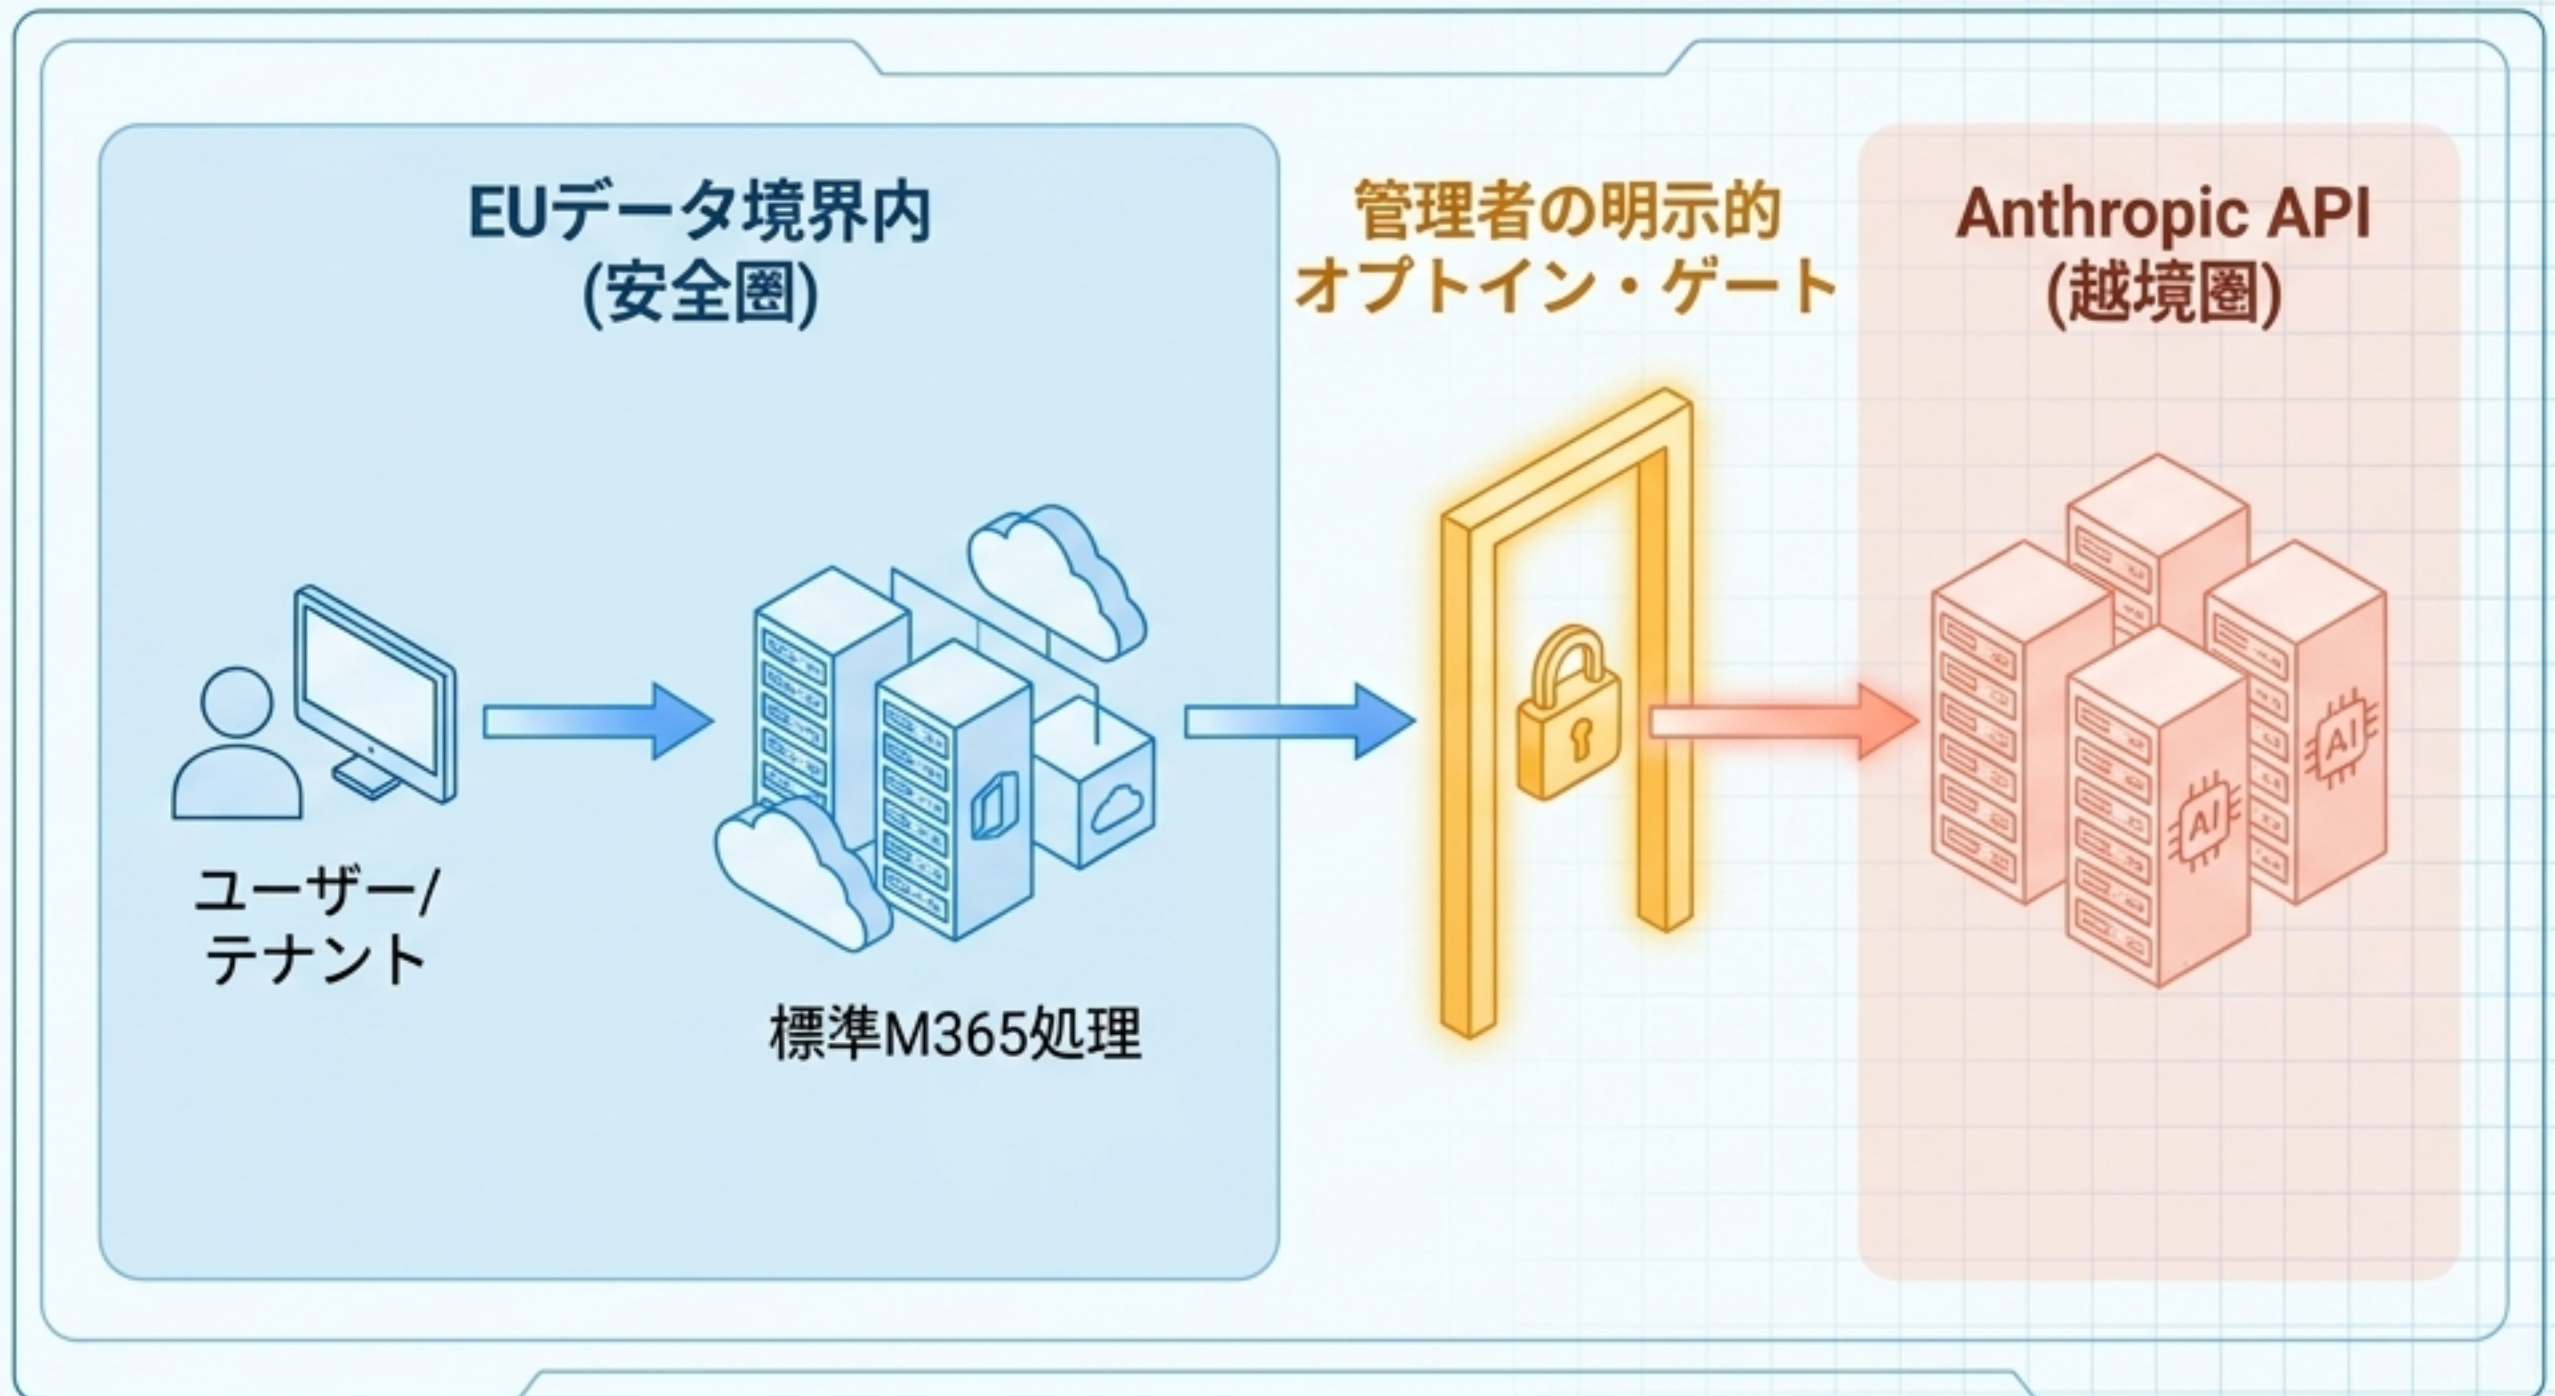 EUデータ境界内
(安全圏)
管理者の明示的
オプトイン・ゲート
Anthropic API
(越境圏)
ユーザー/
テナント
標準M365処理
AI
AI